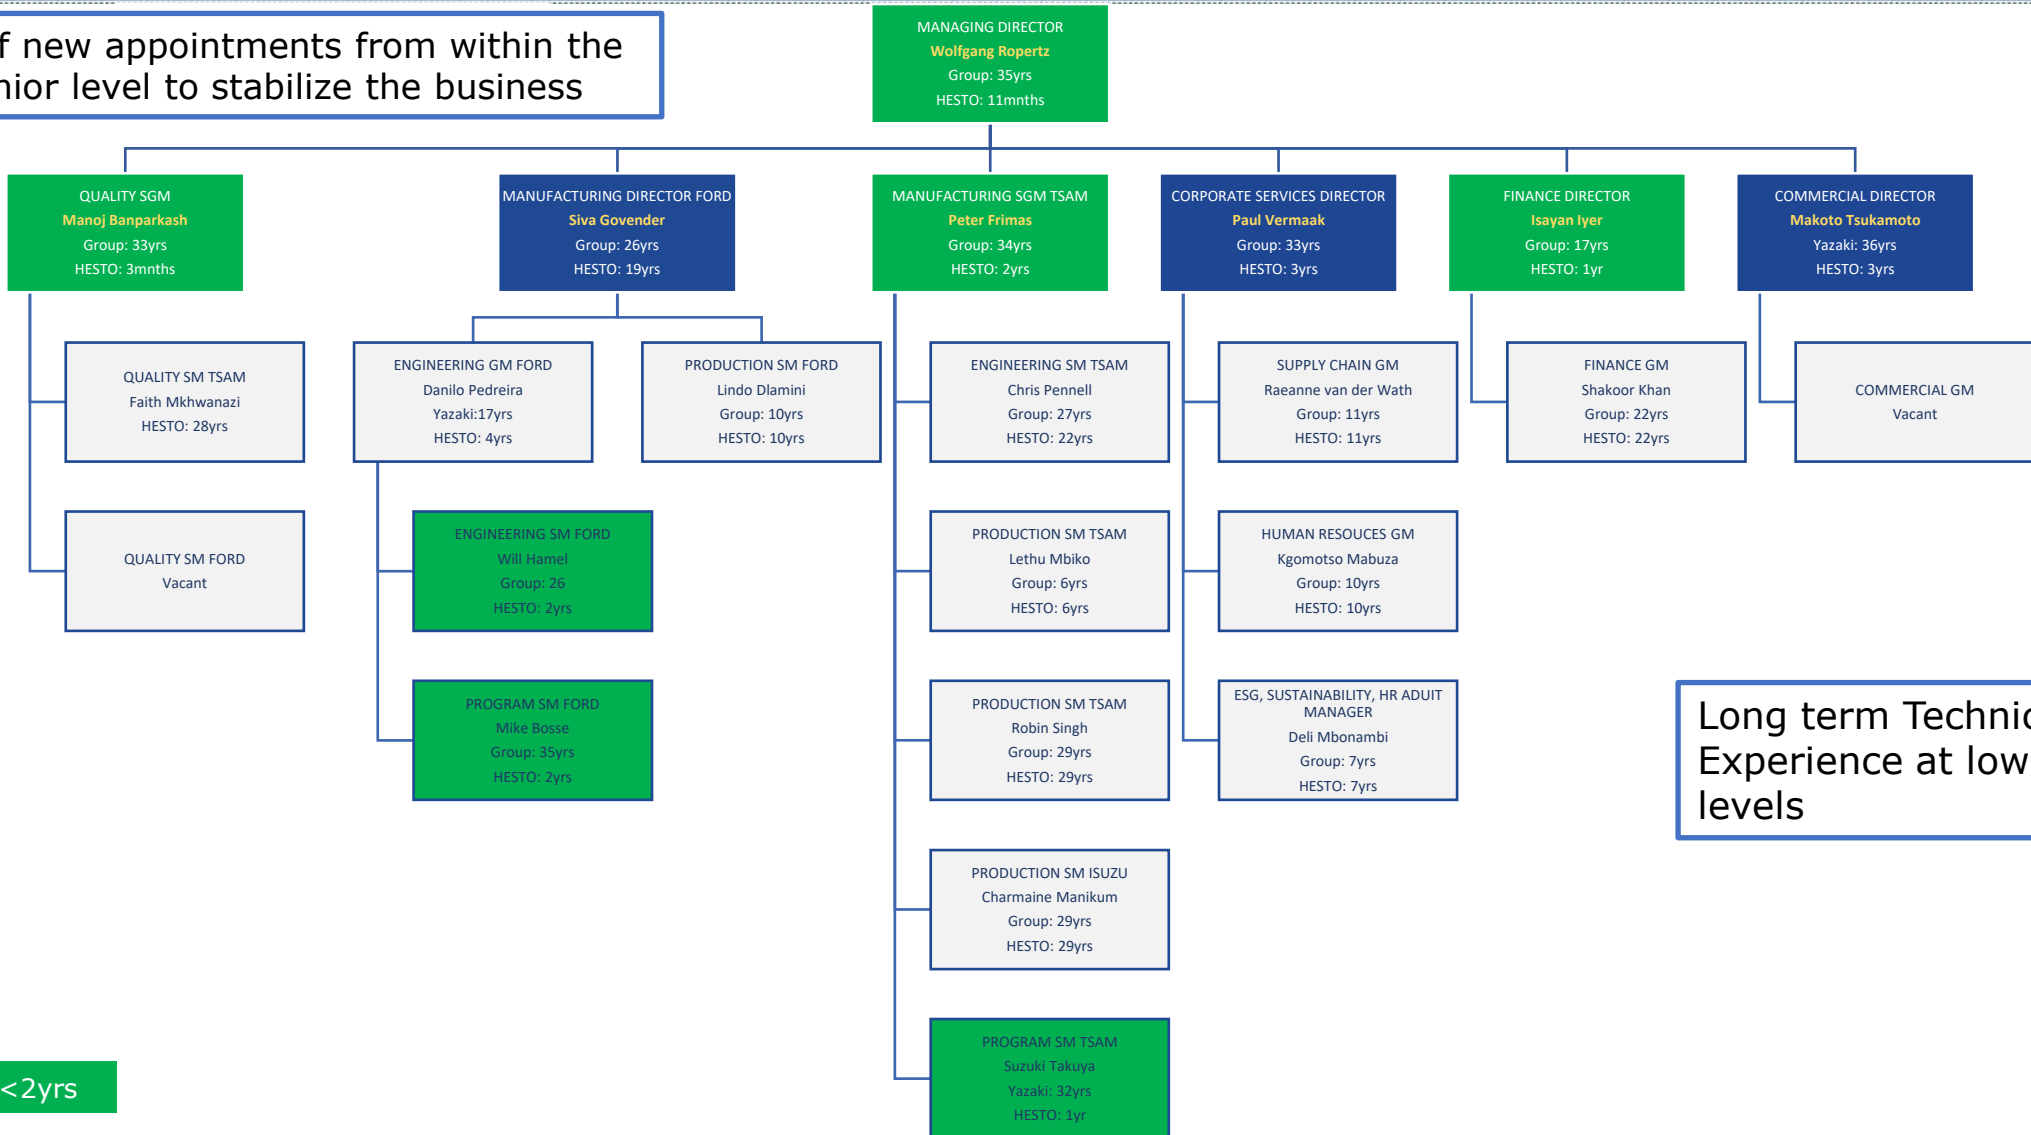 f new appointments from within the
nior level to stabilize the business
MANAGING DIRECTOR
Wolfgang Ropertz
Group: 35yrs
HESTO: 11mnths
QUALITY SGM
Manoj Banparkash
Group: 33yrs
HESTO: 3mnths
MANUFACTURING DIRECTOR FORD
Siva Govender
Group: 26yrs
HESTO: 19yrs
MANUFACTURING SGM TSAM
Peter Frimas
Group: 34yrs
HESTO: 2yrs
CORPORATE SERVICES DIRECTOR
Paul Vermaak
Group: 33yrs
HESTO: 3yrs
FINANCE DIRECTOR
Isayan Iyer
Group: 17yrs
HESTO: 1yr
COMMERCIAL DIRECTOR
Makoto Tsukamoto
Yazaki: 36yrs
HESTO: 3yrs
QUALITY SM TSAM
Faith Mkhwanazi
HESTO: 28yrs
ENGINEERING GM FORD
Danilo Pedreira
Yazaki:17yrs
HESTO: 4yrs
PRODUCTION SM FORD
Lindo Dlamini
Group: 10yrs
HESTO: 10yrs
ENGINEERING SM TSAM
Chris Pennell
Group: 27yrs
HESTO: 22yrs
SUPPLY CHAIN GM
Raeanne van der Wath
Group: 11yrs
HESTO: 11yrs
FINANCE GM
Shakoor Khan
Group: 22yrs
HESTO: 22yrs
COMMERCIAL GM
Vacant
QUALITY SM FORD
Vacant
ENGINEERING SM FORD
Will Hamel
Group: 26
HESTO: 2yrs
PRODUCTION SM TSAM
Lethu Mbiko
Group: 6yrs
HESTO: 6yrs
HUMAN RESOUCES GM
Kgomotso Mabuza
Group: 10yrs
HESTO: 10yrs
PROGRAM SM FORD
Mike Bosse
Group: 35yrs
HESTO: 2yrs
PRODUCTION SM TSAM
Robin Singh
Group: 29yrs
HESTO: 29yrs
ESG, SUSTAINABILITY, HR ADUIT
MANAGER
Deli Mbonambi
Group: 7yrs
HESTO: 7yrs
Long term Technic
Experience at low
levels
PRODUCTION SM ISUZU
Charmaine Manikum
Group: 29yrs
HESTO: 29yrs
PROGRAM SM TSAM
Suzuki Takuya
Yazaki: 32yrs
HESTO: 1yr
<2yrs